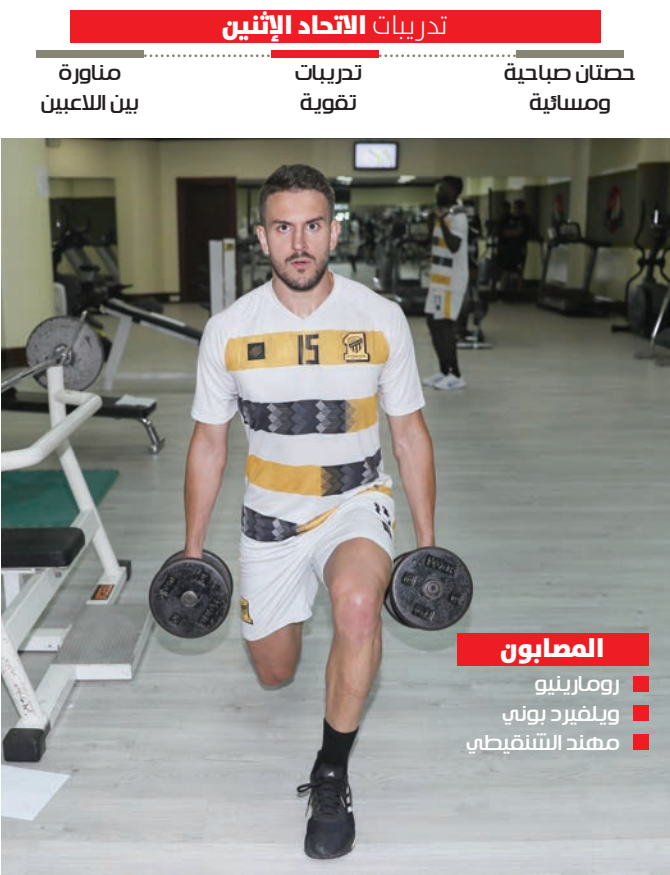 تدريبات الاتحاد الإثنين
حصتان صباحية
ومسائية
تدريبات
تقوية
مناورة
بين اللاعبين
15
المصابون
رومارينيو
ويلفيرد بوني
مهند الشنقيطي